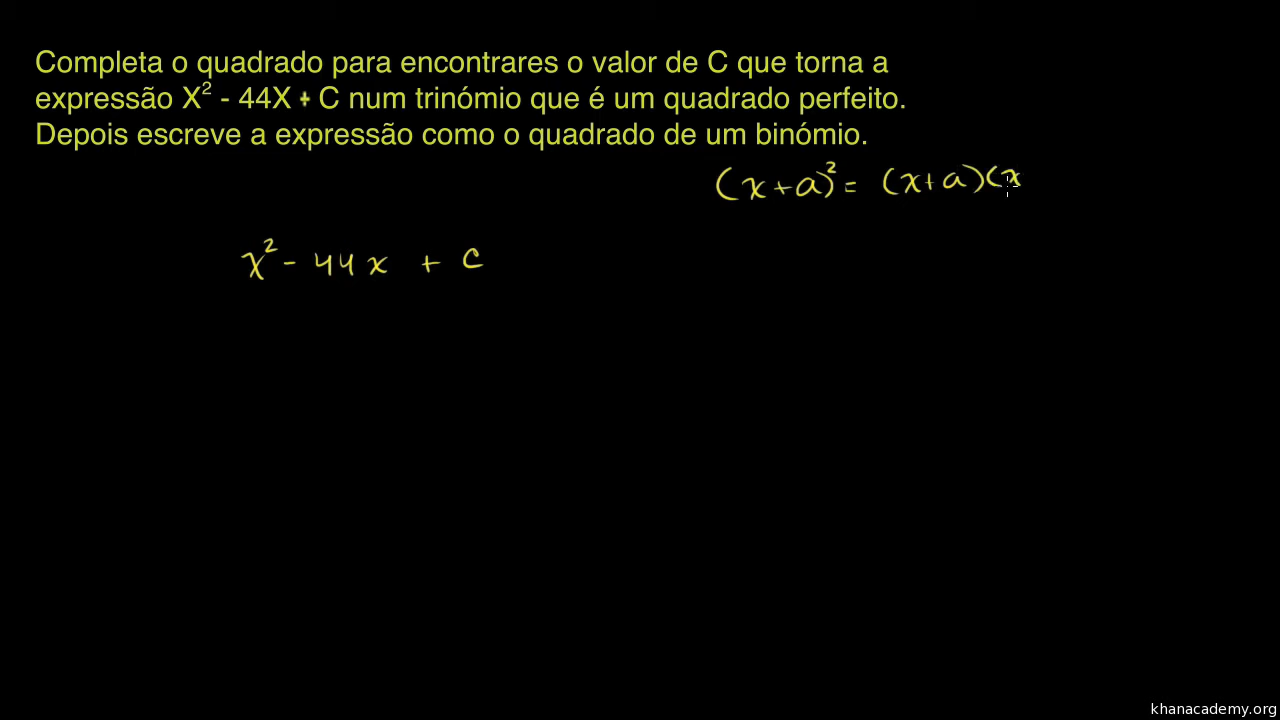 Completa o quadrado para encontrares o valor de C que torna a
expressão X² - 44X + C num trinómio que é um quadrado perfeito.
Depois escreve a expressão como o quadrado de um binómio.
(x+a)² = (x+a)(x
x² - 44x + c
khanacademy.org